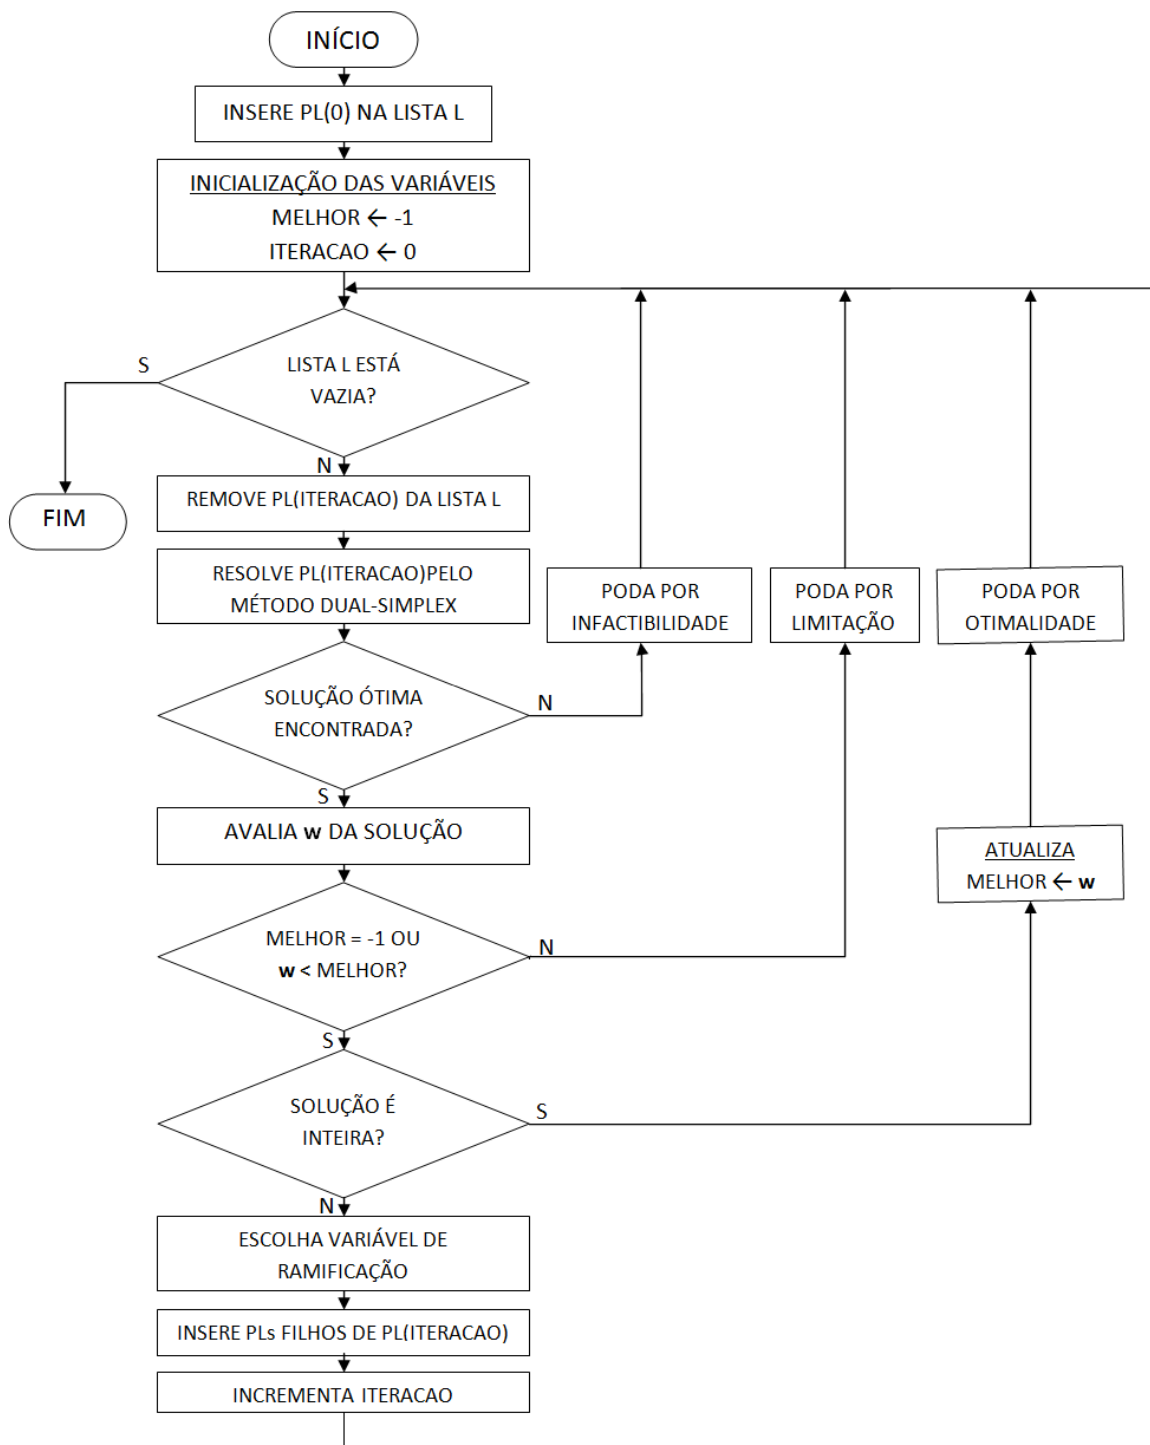 INÍCIO
INSERE PL(0) NA LISTA L
INICIALIZAÇÃO DAS VARIÁVEIS
MELHOR ← -1
ITERACAO ← 0
LISTA L ESTÁ
VAZIA?
S
N
FIM
REMOVE PL(ITERACAO) DA LISTA L
RESOLVE PL(ITERACAO)PELO
MÉTODO DUAL-SIMPLEX
PODA POR
INFACTIBILIDADE
PODA POR
LIMITAÇÃO
PODA POR
OTIMALIDADE
SOLUÇÃO ÓTIMA
ENCONTRADA?
N
S
AVALIA w DA SOLUÇÃO
ATUALIZA
MELHOR ← w
MELHOR = -1 OU
w < MELHOR?
N
S
SOLUÇÃO É
INTEIRA?
S
N
ESCOLHA VARIÁVEL DE
RAMIFICAÇÃO
INSERE PLs FILHOS DE PL(ITERACAO)
INCREMENTA ITERACAO